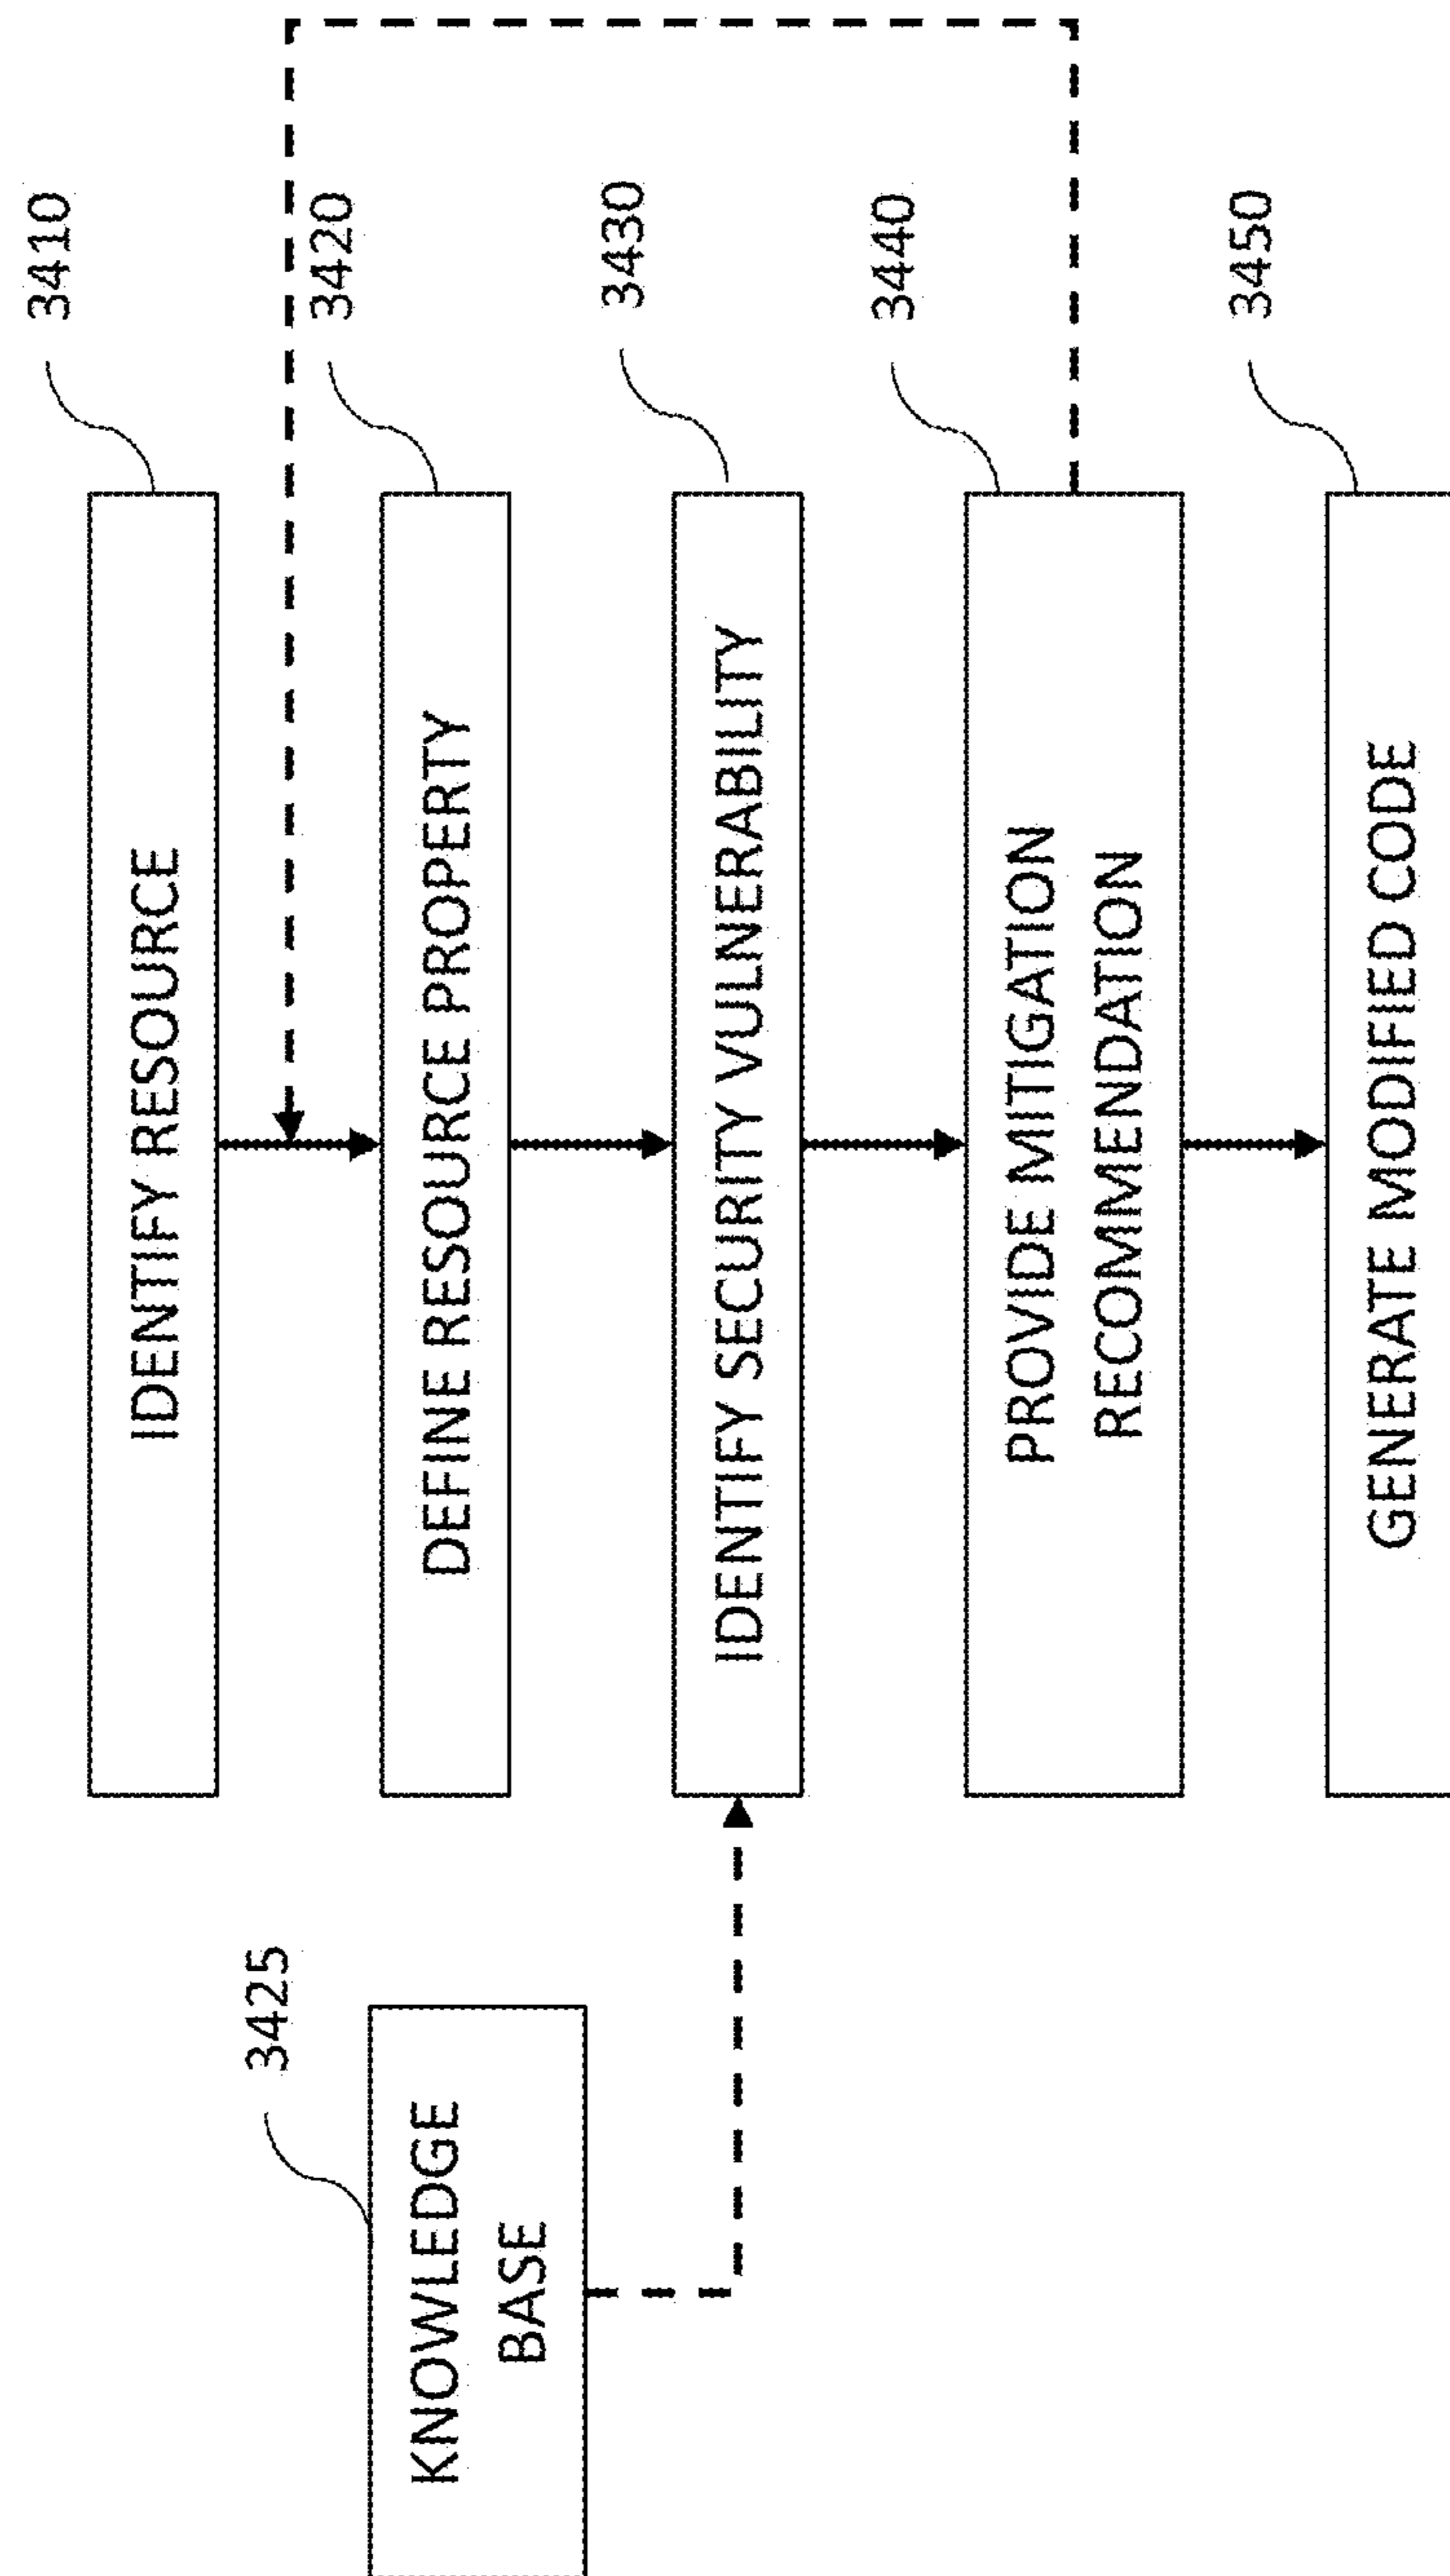 3410
IDENTIFY RESOURCE
3420
DEFINE RESOURCE PROPERTY
3425
KNOWLEDGE
BASE
3430
IDENTIFY SECURITY VULNERABILITY
3440
PROVIDE MITIGATION
RECOMMENDATION
3450
GENERATE MODIFIED CODE